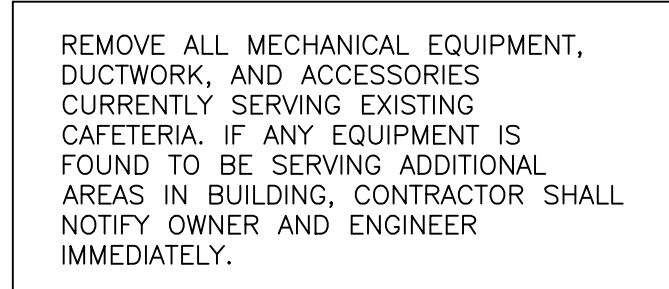 REMOVE ALL MECHANICAL EQUIPMENT,
DUCTWORK, AND ACCESSORIES
CURRENTLY SERVING EXISTING
CAFETERIA. IF ANY EQUIPMENT IS
FOUND TO BE SERVING ADDITIONAL
AREAS IN BUILDING, CONTRACTOR SHALL
NOTIFY OWNER AND ENGINEER
IMMEDIATELY.